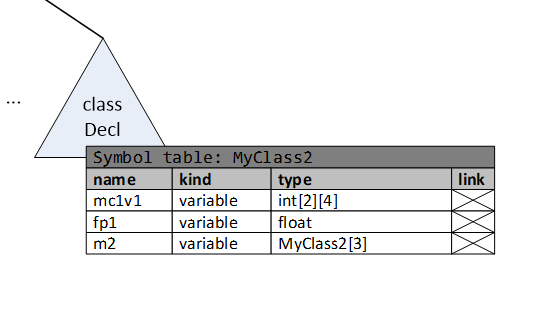 ...
class
Decl
Symbol table: MyClass2
name kind type link
mc1v1 variable int[2][4]
fp1 variable float
m2 variable MyClass2[3]